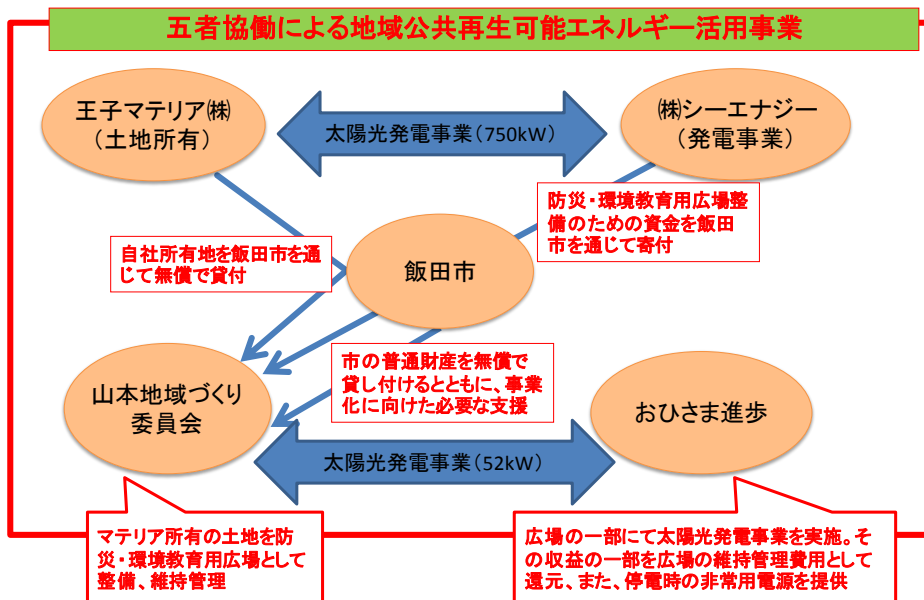 五者協働による地域公共再生可能エネルギー活用事業
王子マテリア㈱
（土地所有）
太陽光発電事業（750kW）
㈱シーエナジー
（発電事業）
防災・環境教育用広場整
備のための資金を飯田
市を通じて寄付
自社所有地を飯田市を通
じて無償で貸付
飯田市
市の普通財産を無償で
貸し付けるとともに、事業
化に向けた必要な支援
山本地域づくり
委員会
おひさま進歩
太陽光発電事業（52kW）
マテリア所有の土地を防
災・環境教育用広場として
整備、維持管理
広場の一部にて太陽光発電事業を実施。そ
の収益の一部を広場の維持管理費用として
還元、また、停電時の非常用電源を提供